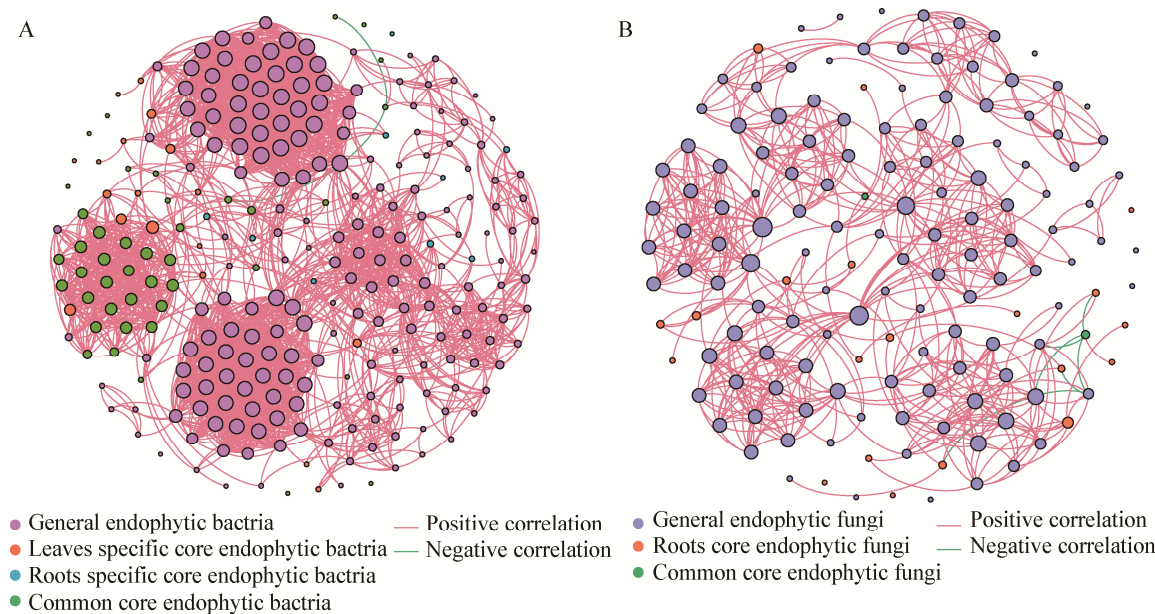 A
B
General endophytic bactria
Leaves specific core endophytic bactria
Roots specific core endophytic bactria
Common core endophytic bactria
Positive correlation
Negative correlation
General endophytic fungi
Roots core endophytic fungi
Common core endophytic fungi
Positive correlation
Negative correlation